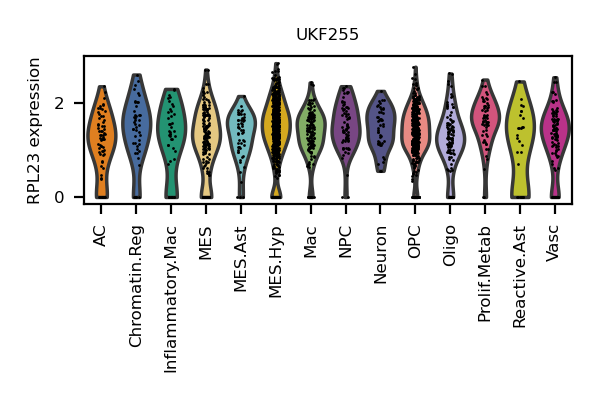 UKF255
RPL23 expression
2
0
AC
Chromatin.Reg
Inflammatory.Mac
MES
MES.Ast
MES.Hyp
Mac
NPC
Neuron
OPC
Oligo
Prolif.Metab
Reactive.Ast
Vasc